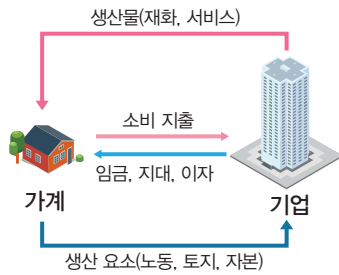 생산물(재화, 서비스)
소비 지출
임금, 지대, 이자
가계
기업
생산 요소(노동, 토지, 자본)